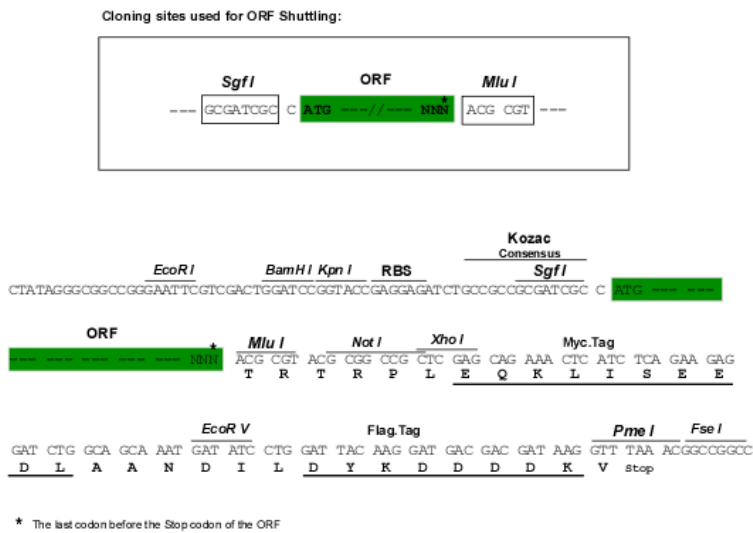 Cloning sites used for ORF Shuttling:
Sgf I ORF Mlu I
--- GCGATCGC C ATG ---//--- NNN* ACG CGT ---
Kozac
Consensus
EcoR I BamH I Kpn I RBS Sgf I
CTATAGGGCGGCCGGGAATTCGTCGACTGGATCCGGTACCGAGGAGATCTGCCGCCGCGATCGC C ATG --- ---
ORF Mlu I Not I Xho I Myc.Tag
--- --- --- --- --- --- NNN* ACG CGT ACG CGG CCG CTC GAG CAG AAA CTC ATC TCA GAA GAG
T R T R P L E Q K L I S E E
EcoR V Flag.Tag Pme I Fse I
GAT CTG GCA GCA AAT GAT ATC CTG GAT TAC AAG GAT GAC GAC GAT AAG GTT TAA ACGGCCGGCC
D L A A N D I L D Y K D D D D K V Stop
* The last codon before the Stop codon of the ORF